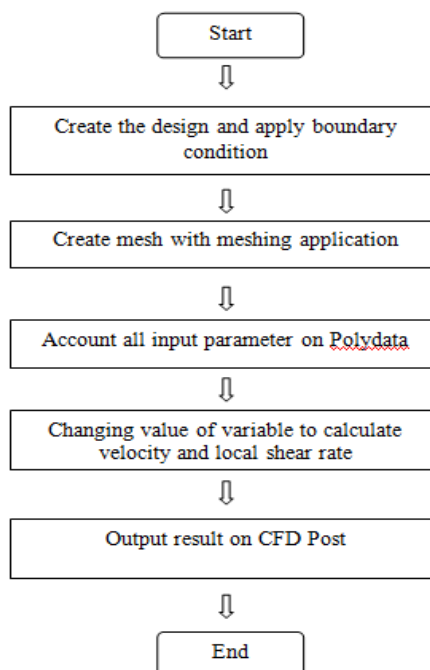 Start
Create the design and apply boundary
condition
Create mesh with meshing application
Account all input parameter on Polydata
Changing value of variable to calculate
velocity and local shear rate
Output result on CFD Post
End